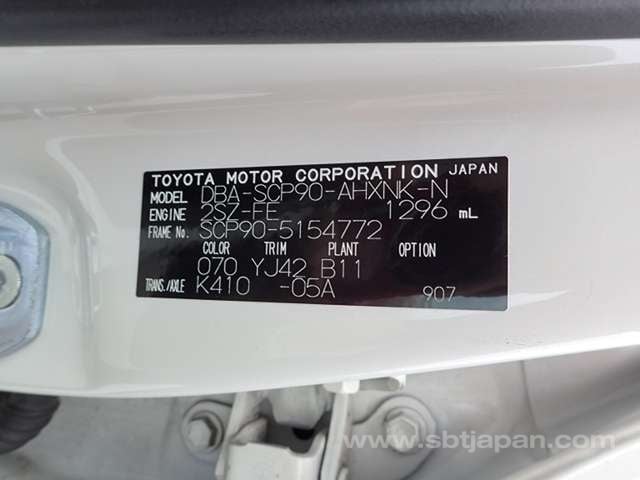 TOYOTA MOTOR CORPORATION JAPAN
MODEL DBA-SCP90-AHXNK-N
ENGINE 2SZ-FE 1296 mL
FRAME No. SCP90-5154772
COLOR TRIM PLANT OPTION
070 YJ42 B11
TRANS./AXLE K410 -05A 907
www.sbtjapan.com